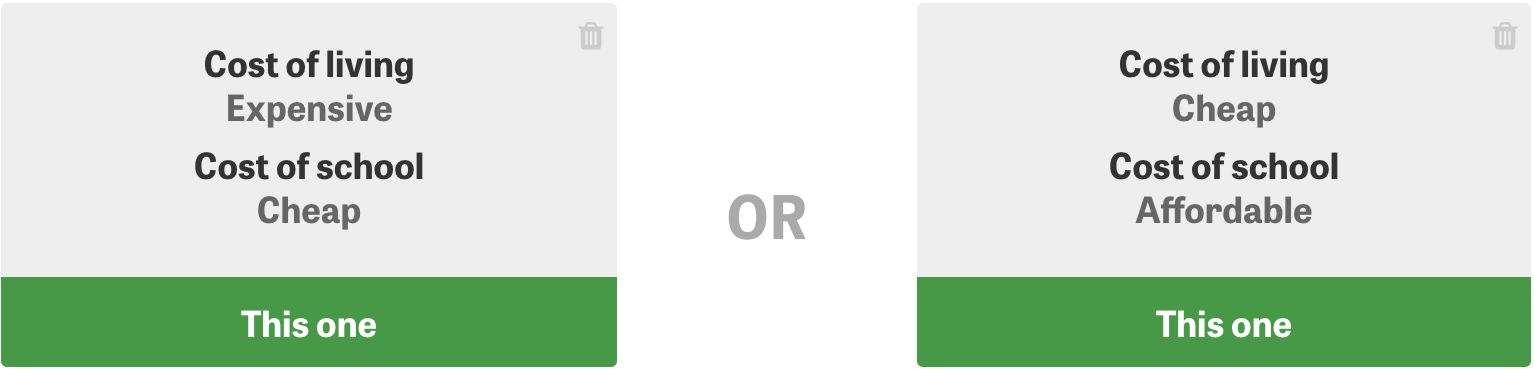 Cost of living
Expensive
Cost of school
Cheap
This one
OR
Cost of living
Cheap
Cost of school
Affordable
This one